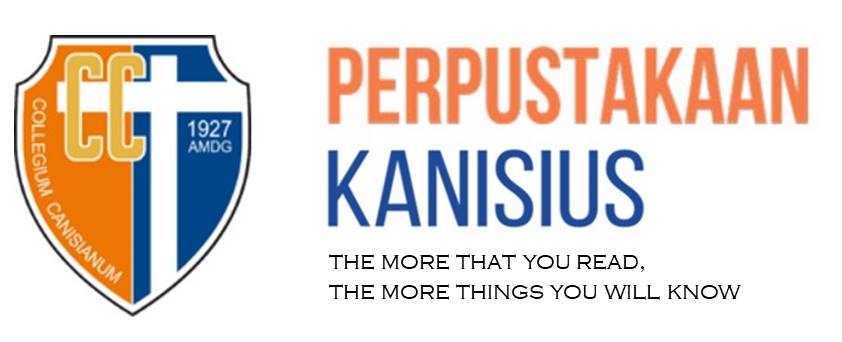 CC
1927
AMDG
COLLEGIUM CANISIANUM
PERPUSTAKAAN
KANISIUS
THE MORE THAT YOU READ,
THE MORE THINGS YOU WILL KNOW